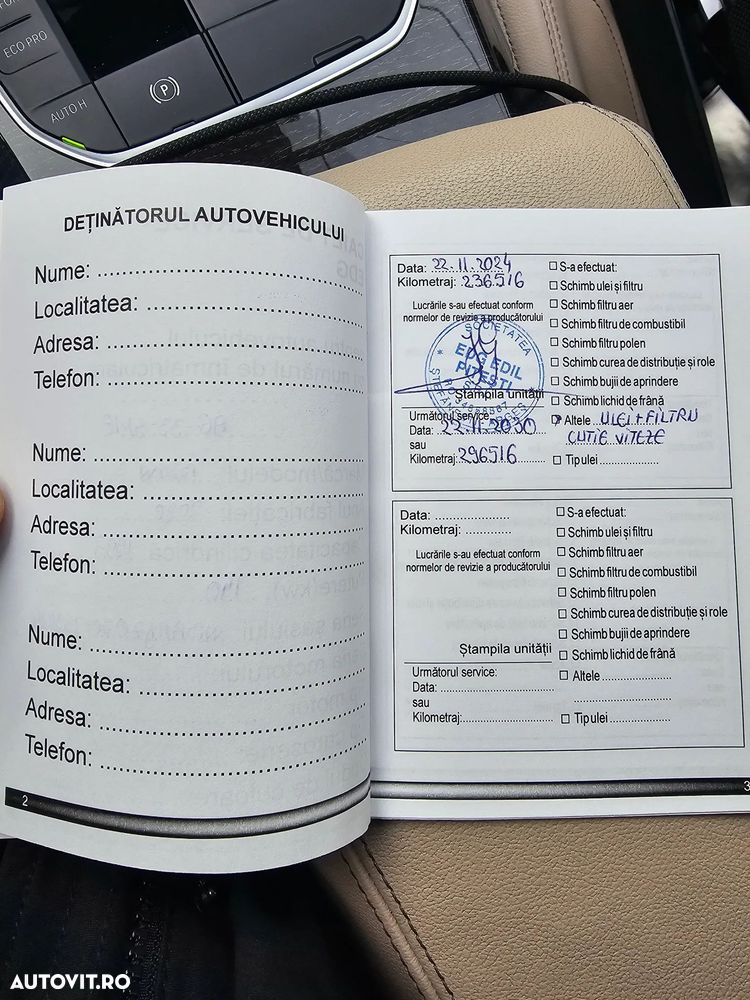 ECO PRO
AUTO H
P
DEȚINĂTORUL AUTOVEHICULUI
Nume:
Localitatea:
Adresa:
Telefon:
Nume:
Localitatea:
Adresa:
Telefon:
Nume:
Localitatea:
Adresa:
Telefon:
2
Data: 22.11.2024
Kilometraj: 236516
Lucrările s-au efectuat conform
normelor de revizie a producătorului
SOCIETATEA
EDG EDIL
PITEȘTI
Ștampila unității
Următorul service:
Data: 22.11.2030
sau
Kilometraj: 296516
S-a efectuat:
Schimb ulei și filtru
Schimb filtru aer
Schimb filtru de combustibil
Schimb filtru polen
Schimb curea de distribuție și role
Schimb bujii de aprindere
Schimb lichid de frână
Altele ULEI+FILTRU
CUTIE VITEZE
Tip ulei
Data:
Kilometraj:
Lucrările s-au efectuat conform
normelor de revizie a producătorului
Ștampila unității
Următorul service:
Data:
sau
Kilometraj:
S-a efectuat:
Schimb ulei și filtru
Schimb filtru aer
Schimb filtru de combustibil
Schimb filtru polen
Schimb curea de distribuție și role
Schimb bujii de aprindere
Schimb lichid de frână
Altele
Tip ulei
3
AUTOVIT.RO